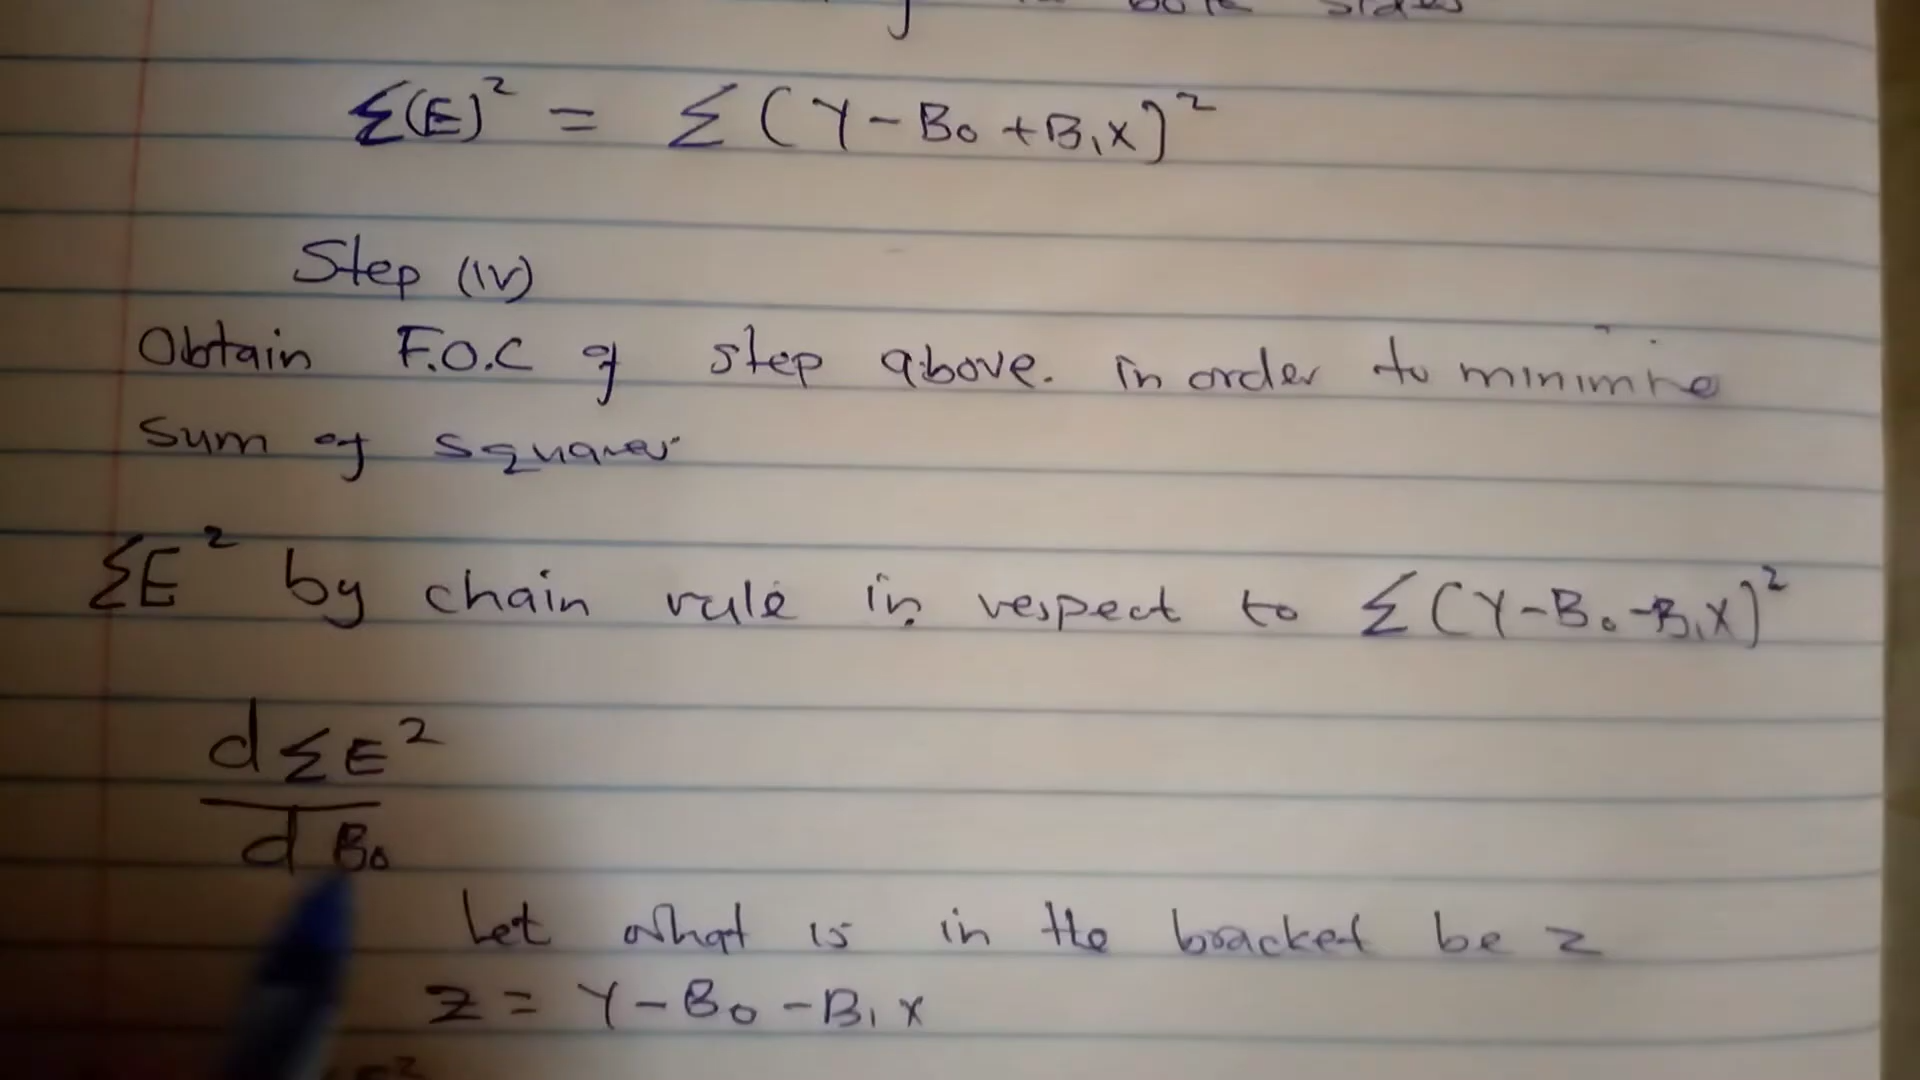 both sides
Σ(E)² = Σ(Y-B₀+B₁X)²
Step (IV)
Obtain F.O.C of step above. in order to minimize
sum of squares
ΣE² by chain rule in respect to Σ(Y-B₀-B₁X)²
dΣE²
dB₀
Let what is in the bracket be z
z = Y-B₀-B₁X